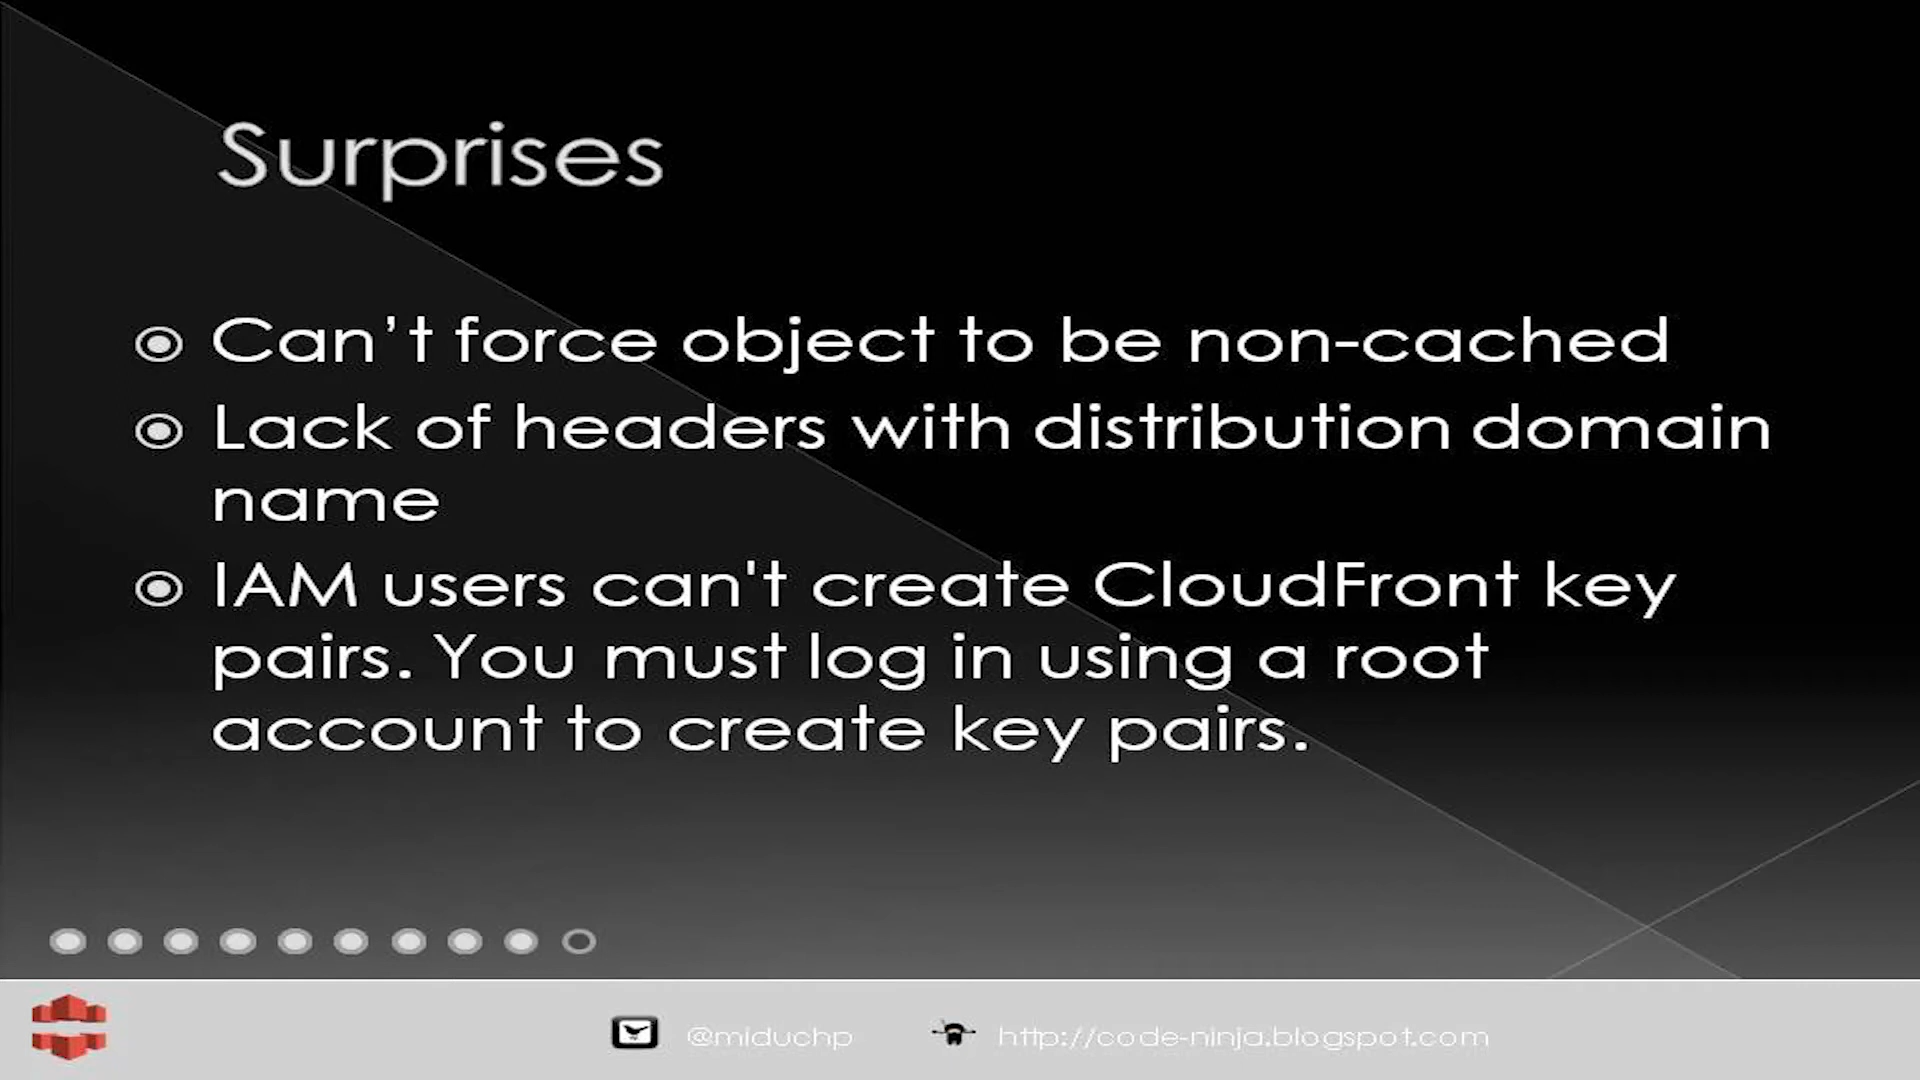 Surprises
Can’t force object to be non-cached
Lack of headers with distribution domain
name
IAM users can't create CloudFront key
pairs. You must log in using a root
account to create key pairs.
@miduchp
http://code-ninja.blogspot.com